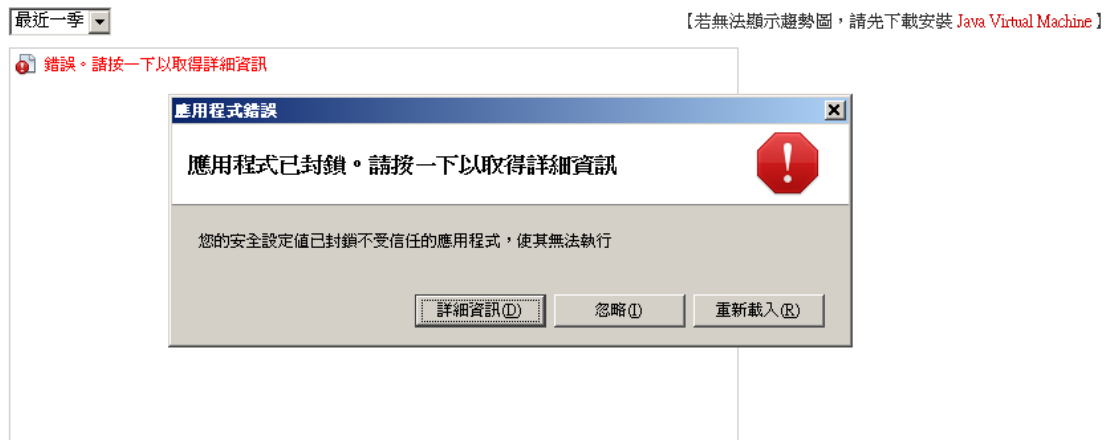 最近一季
【若無法顯示趨勢圖，請先下載安裝 Java Virtual Machine】
錯誤。請按一下以取得詳細資訊
應用程式錯誤
應用程式已封鎖。請按一下以取得詳細資訊
您的安全設定值已封鎖不受信任的應用程式，使其無法執行
詳細資訊(D) 忽略(I) 重新載入(R)